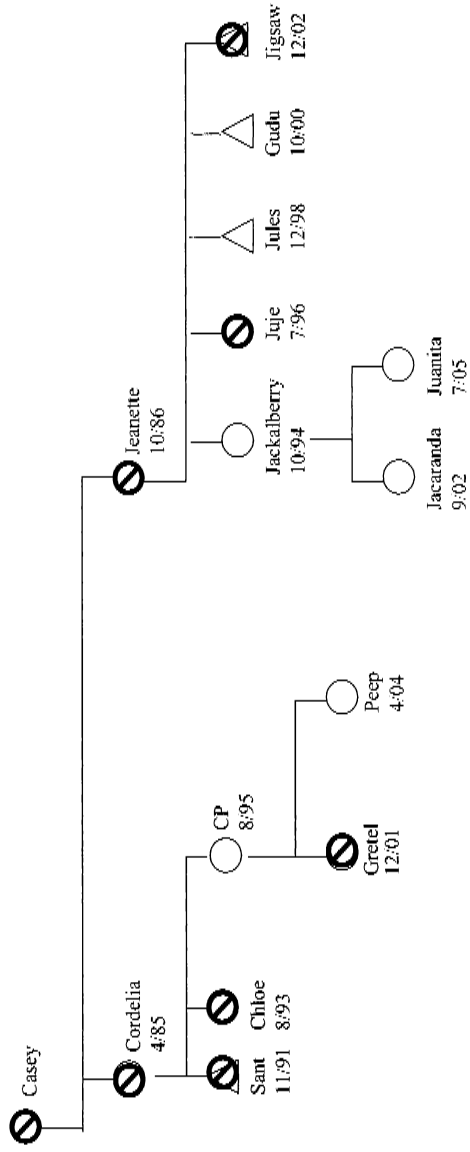 Casey
Cordelia
4/85
Jeanette
10/86
Sant
11/91
Chloe
8/93
CP
8/95
Jackalberry
10/94
Juje
7/96
Jules
12/98
Gudu
10/00
Jigsaw
12/02
Gretel
12/01
Peep
4/04
Jacaranda
9/02
Juanita
7/05